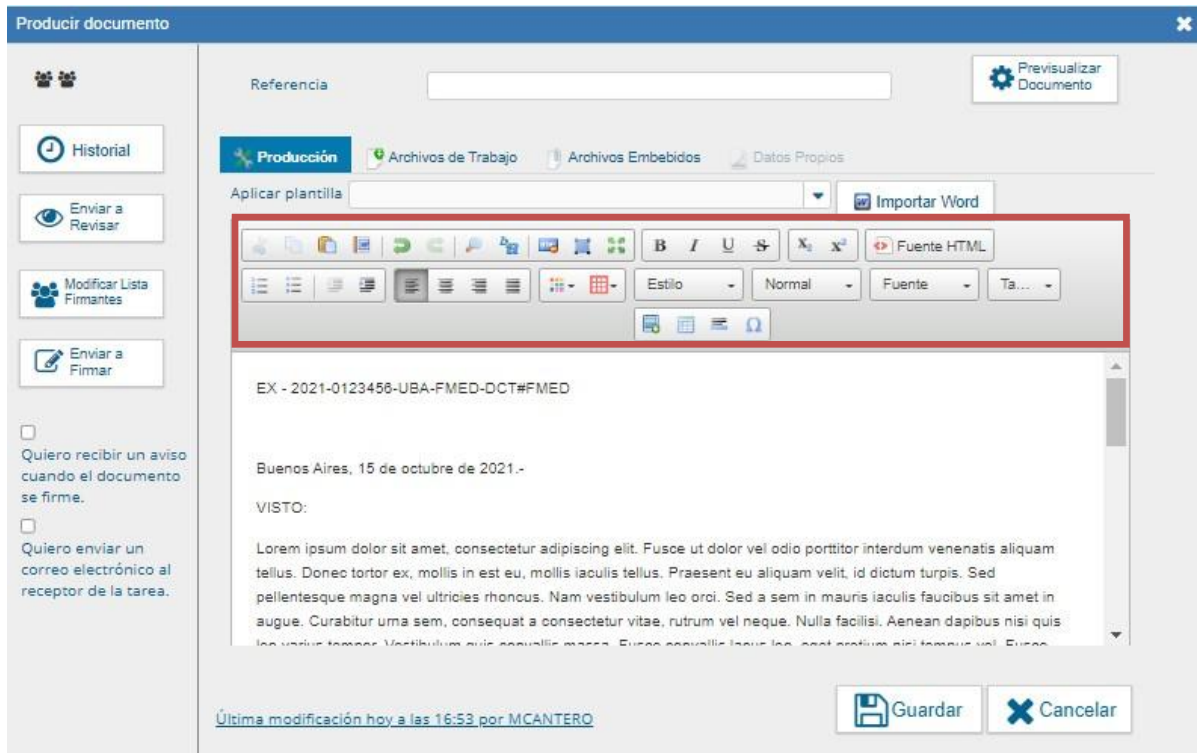 Producir documento
Referencia
Previsualizar
Documento
Historial
Producción
Archivos de Trabajo
Archivos Embebidos
Datos Propios
Aplicar plantilla
Importar Word
Enviar a
Revisar
B I U S X₂ X² Fuente HTML
Modificar Lista
Firmantes
Estilo
Normal
Fuente
Ta...
Ω
Enviar a
Firmar
EX - 2021-0123456-UBA-FMED-DCT#FMED
Quiero recibir un aviso
cuando el documento
se firme.
Quiero enviar un
correo electrónico al
receptor de la tarea.
Buenos Aires, 15 de octubre de 2021.-
VISTO:
Lorem ipsum dolor sit amet, consectetur adipiscing elit. Fusce ut dolor vel odio porttitor interdum venenatis aliquam
tellus. Donec tortor ex, mollis in est eu, mollis iaculis tellus. Praesent eu aliquam velit, id dictum turpis. Sed
pellentesque magna vel ultricies rhoncus. Nam vestibulum leo orci. Sed a sem in mauris iaculis faucibus sit amet in
augue. Curabitur urna sem, consequat a consectetur vitae, rutrum vel neque. Nulla facilisi. Aenean dapibus nisi quis
Última modificación hoy a las 16:53 por MCANTERO
Guardar
Cancelar